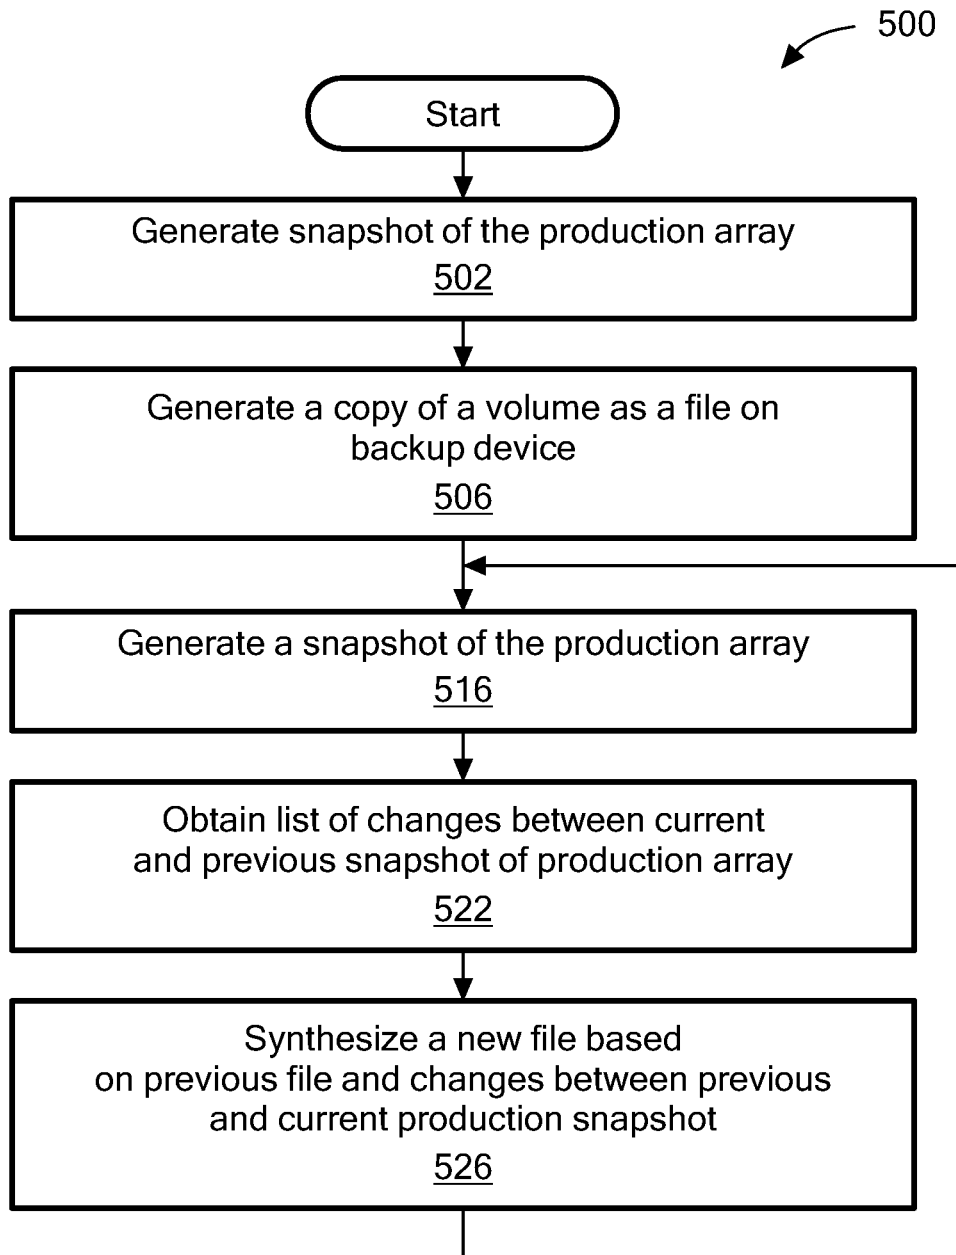 500
Start
Generate snapshot of the production array
502
Generate a copy of a volume as a file on
backup device
506
Generate a snapshot of the production array
516
Obtain list of changes between current
and previous snapshot of production array
522
Synthesize a new file based
on previous file and changes between previous
and current production snapshot
526